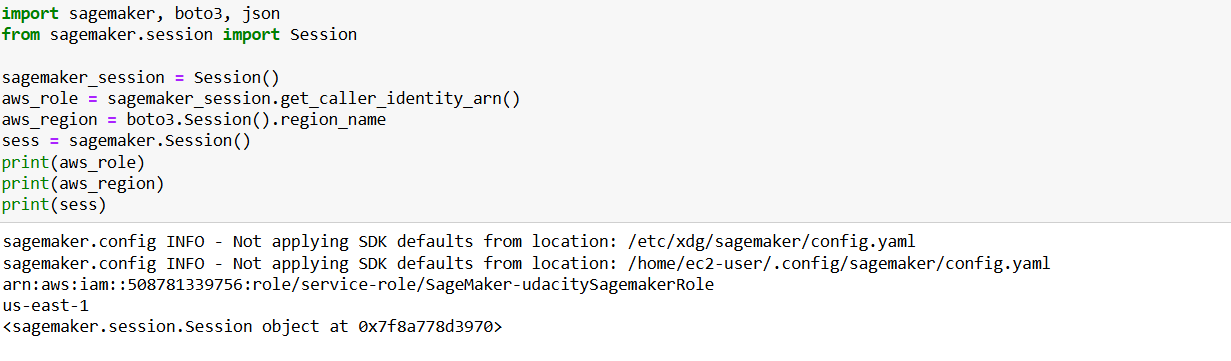 import sagemaker, boto3, json
from sagemaker.session import Session
sagemaker_session = Session()
aws_role = sagemaker_session.get_caller_identity_arn()
aws_region = boto3.Session().region_name
sess = sagemaker.Session()
print(aws_role)
print(aws_region)
print(sess)
sagemaker.config INFO - Not applying SDK defaults from location: /etc/xdg/sagemaker/config.yaml
sagemaker.config INFO - Not applying SDK defaults from location: /home/ec2-user/.config/sagemaker/config.yaml
arn:aws:iam::508781339756:role/service-role/SageMaker-udacitySagemakerRole
us-east-1
<sagemaker.session.Session object at 0x7f8a778d3970>